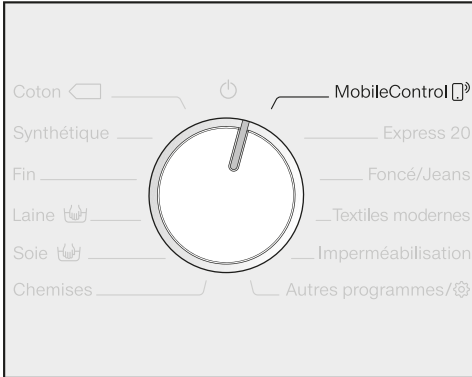 Coton
MobileControl
Synthétique
Express 20
Fin
Foncé/Jeans
Laine
Textiles modernes
Soie
Imperméabilisation
Chemises
Autres programmes/